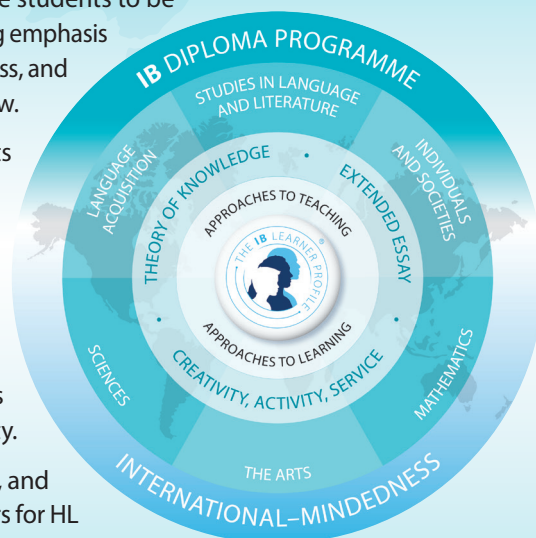 e students to be
g emphasis
ss, and
w.
ts
s
ty.
, and
s for HL
IB DIPLOMA PROGRAMME
STUDIES IN LANGUAGE
AND LITERATURE
LANGUAGE
ACQUISITION
INDIVIDUALS
AND SOCIETIES
THEORY OF KNOWLEDGE
EXTENDED ESSAY
APPROACHES TO TEACHING
THE IB LEARNER PROFILE
®
APPROACHES TO LEARNING
CREATIVITY, ACTIVITY, SERVICE
SCIENCES
MATHEMATICS
THE ARTS
INTERNATIONAL–MINDEDNESS